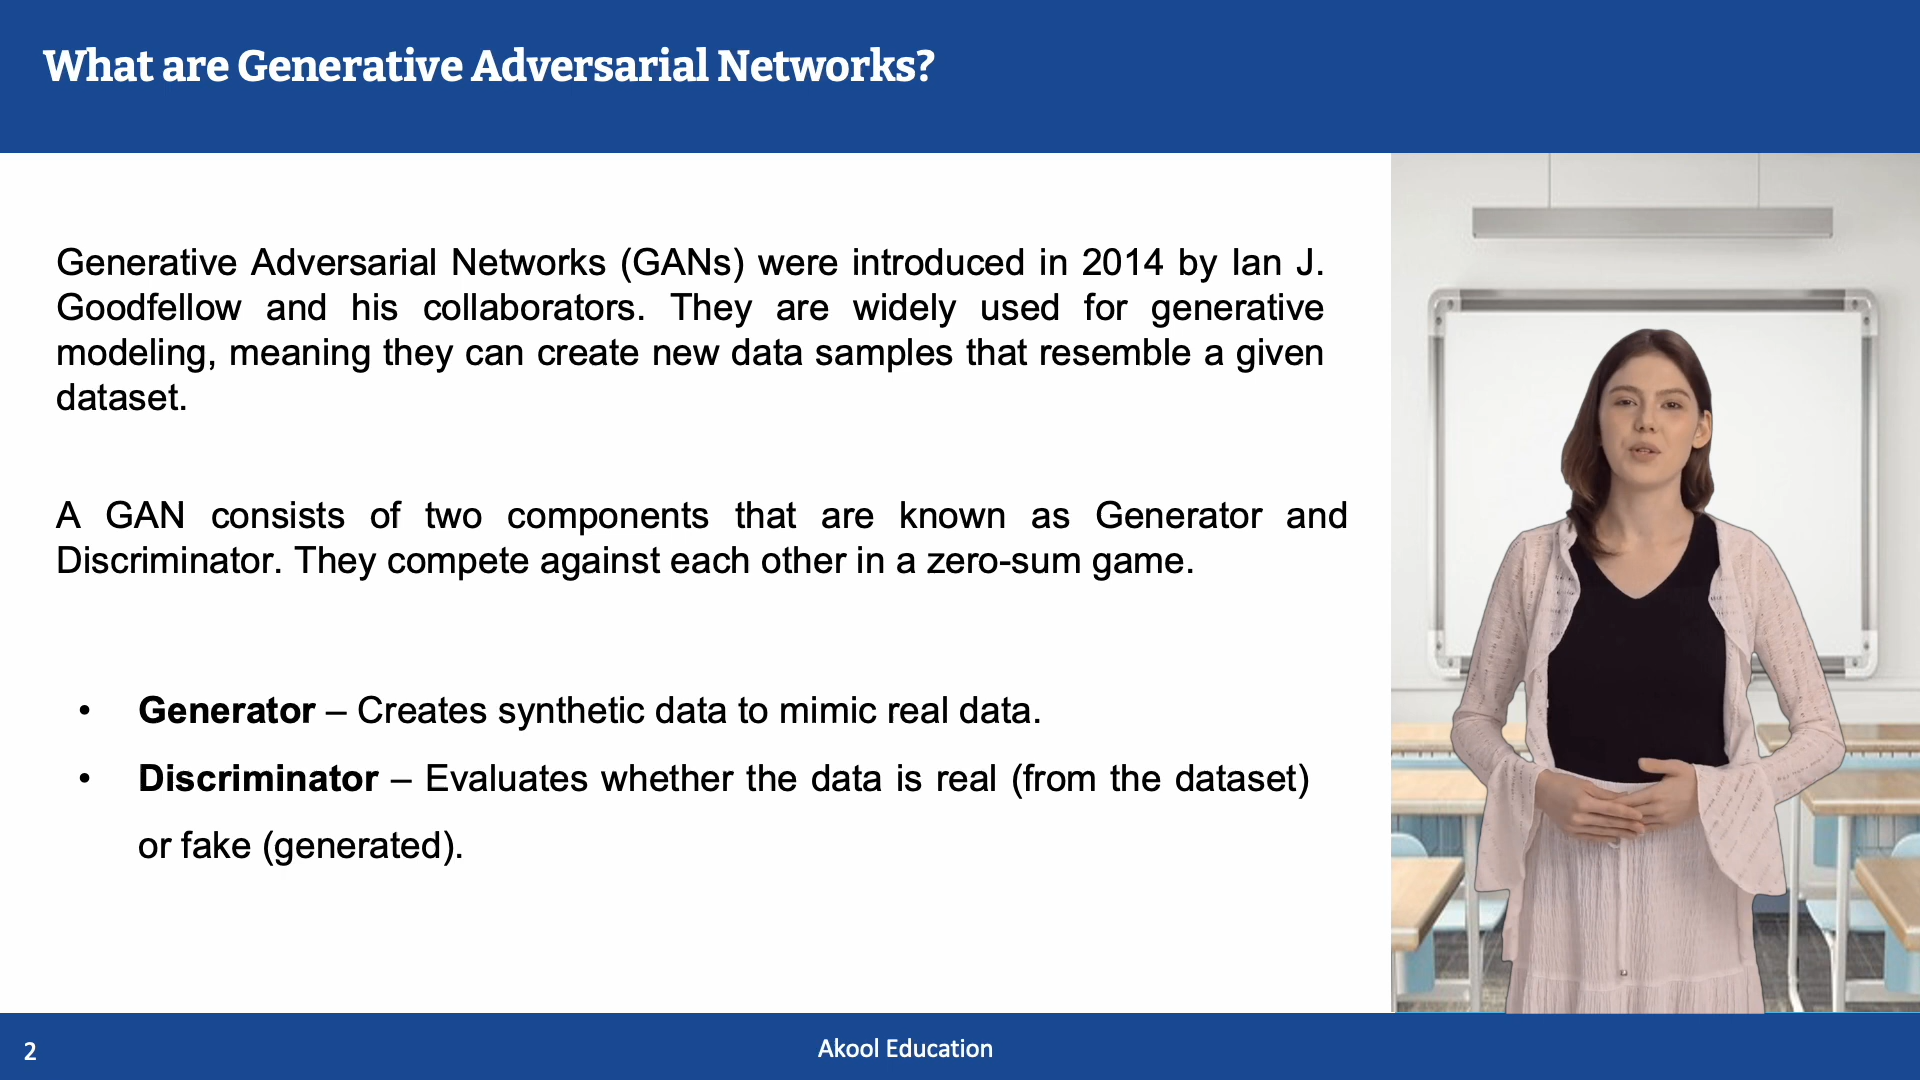 What are Generative Adversarial Networks?
Generative Adversarial Networks (GANs) were introduced in 2014 by Ian J.
Goodfellow and his collaborators. They are widely used for generative
modeling, meaning they can create new data samples that resemble a given
dataset.
A GAN consists of two components that are known as Generator and
Discriminator. They compete against each other in a zero-sum game.
• Generator – Creates synthetic data to mimic real data.
• Discriminator – Evaluates whether the data is real (from the dataset)
or fake (generated).
2
Akool Education